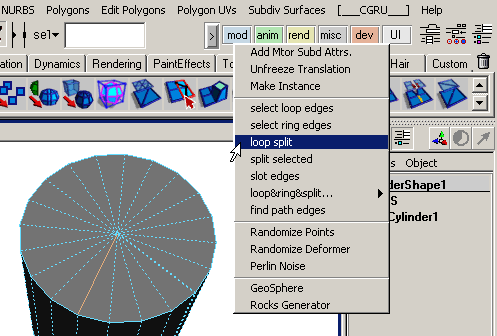 NURBS Polygons Edit Polygons Polygon UVs Subdiv Surfaces [___CGRU___]
sel
> mod anim rend misc dev UI
Dynamics Rendering PaintEffects Hair Custom
Add Mtor Subd Attrs.
Unfreeze Translation
Make Instance
select loop edges
select ring edges
loop split
split selected
slot edges
loop&ring&split...
find path edges
Randomize Points
Randomize Deformer
Perlin Noise
GeoSphere
Rocks Generator
Object
derShape1
S
Cylinder1